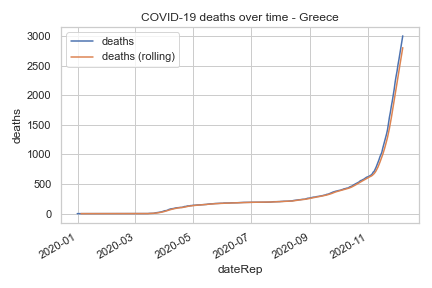 COVID-19 deaths over time - Greece
deaths
deaths (rolling)
3000
2500
2000
1500
1000
500
0
deaths
2020-01
2020-03
2020-05
2020-07
2020-09
2020-11
dateRep